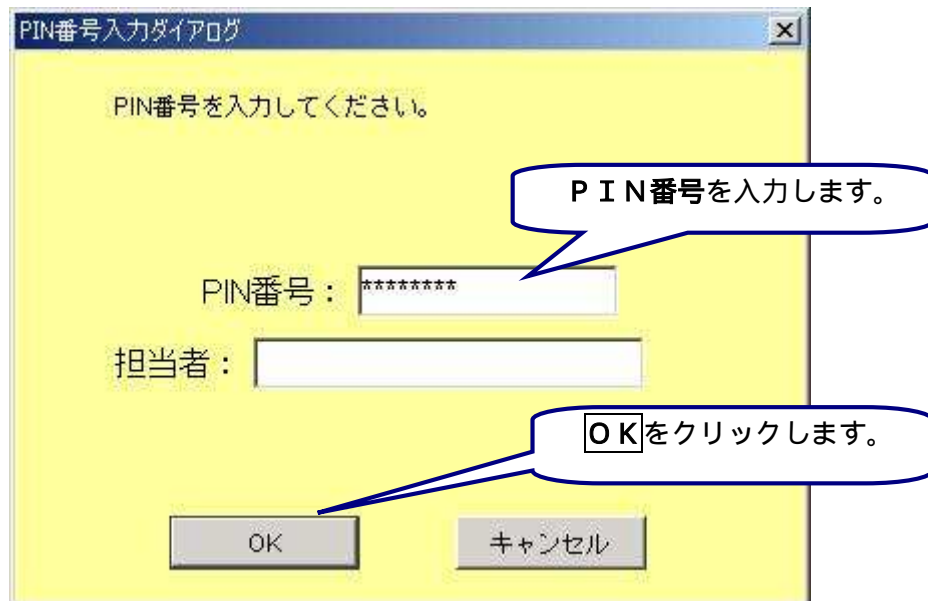 PIN番号入力ダイアログ
PIN番号を入力してください。
ＰＩＮ番号を入力します。
PIN番号：********
担当者：
ＯＫをクリックします。
OK キャンセル